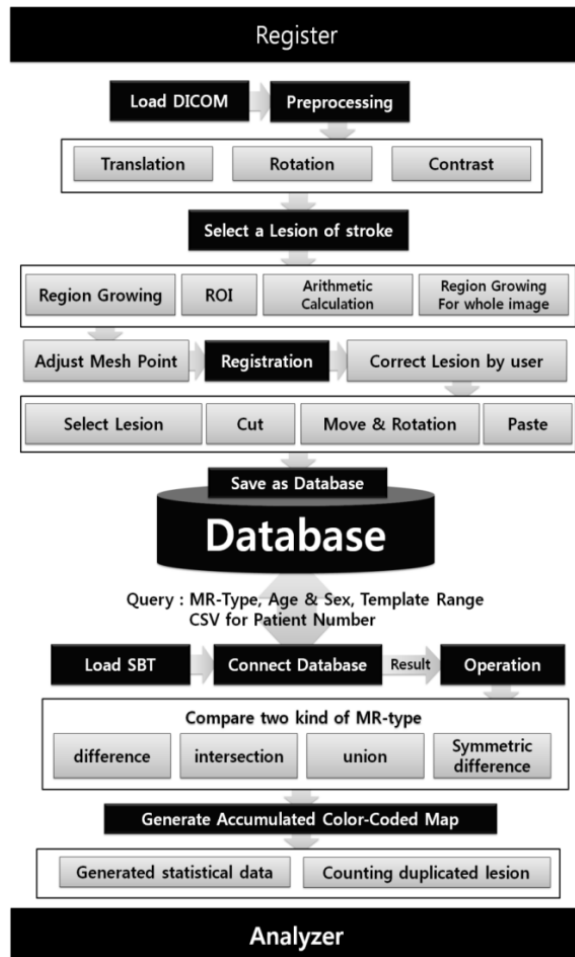 Register
Load DICOM
Preprocessing
Translation
Rotation
Contrast
Select a Lesion of stroke
Region Growing
ROI
Arithmetic
Calculation
Region Growing
For whole image
Adjust Mesh Point
Registration
Correct Lesion by user
Select Lesion
Cut
Move & Rotation
Paste
Save as Database
Database
Query : MR-Type, Age & Sex, Template Range
CSV for Patient Number
Load SBT
Connect Database
Result
Operation
Compare two kind of MR-type
difference
intersection
union
Symmetric
difference
Generate Accumulated Color-Coded Map
Generated statistical data
Counting duplicated lesion
Analyzer